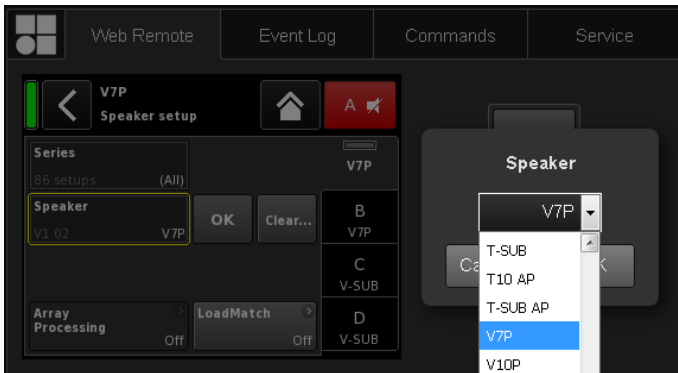 Web Remote
Event Log
Commands
Service
V7P
Speaker setup
A
Series
86 setups (All)
V7P
Speaker
V1.02 V7P
OK
Clear...
B
V7P
C
V-SUB
Array
Processing
Off
LoadMatch
Off
D
V-SUB
Speaker
V7P
Ca
K
T-SUB
T10 AP
T-SUB AP
V7P
V10P